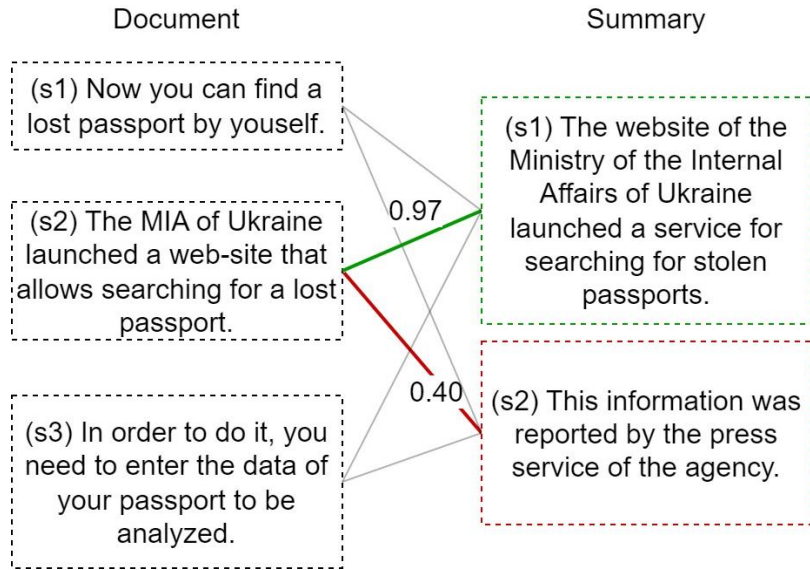 Document
Summary
(s1) Now you can find a
lost passport by youself.
(s2) The MIA of Ukraine
launched a web-site that
allows searching for a lost
passport.
(s3) In order to do it, you
need to enter the data of
your passport to be
analyzed.
0.97
0.40
(s1) The website of the
Ministry of the Internal
Affairs of Ukraine
launched a service for
searching for stolen
passports.
(s2) This information was
reported by the press
service of the agency.